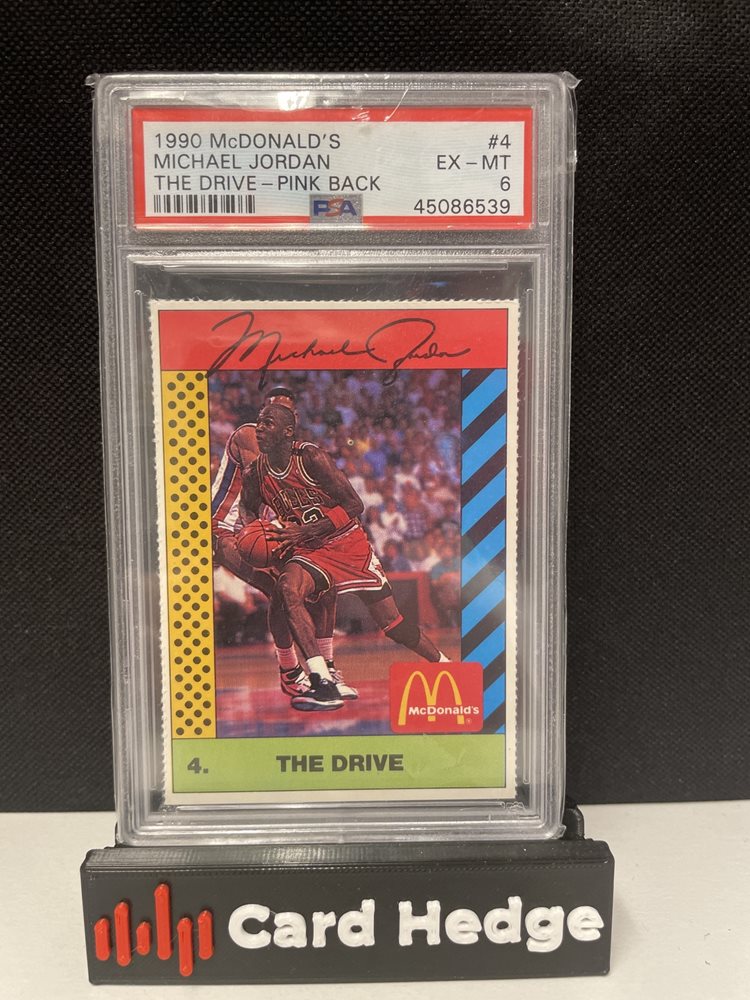 1990 McDONALD'S #4
MICHAEL JORDAN EX-MT
THE DRIVE-PINK BACK 6
PSA 45086539
Michael Jordan
BULLS
McDonald's
4. THE DRIVE
Card Hedge